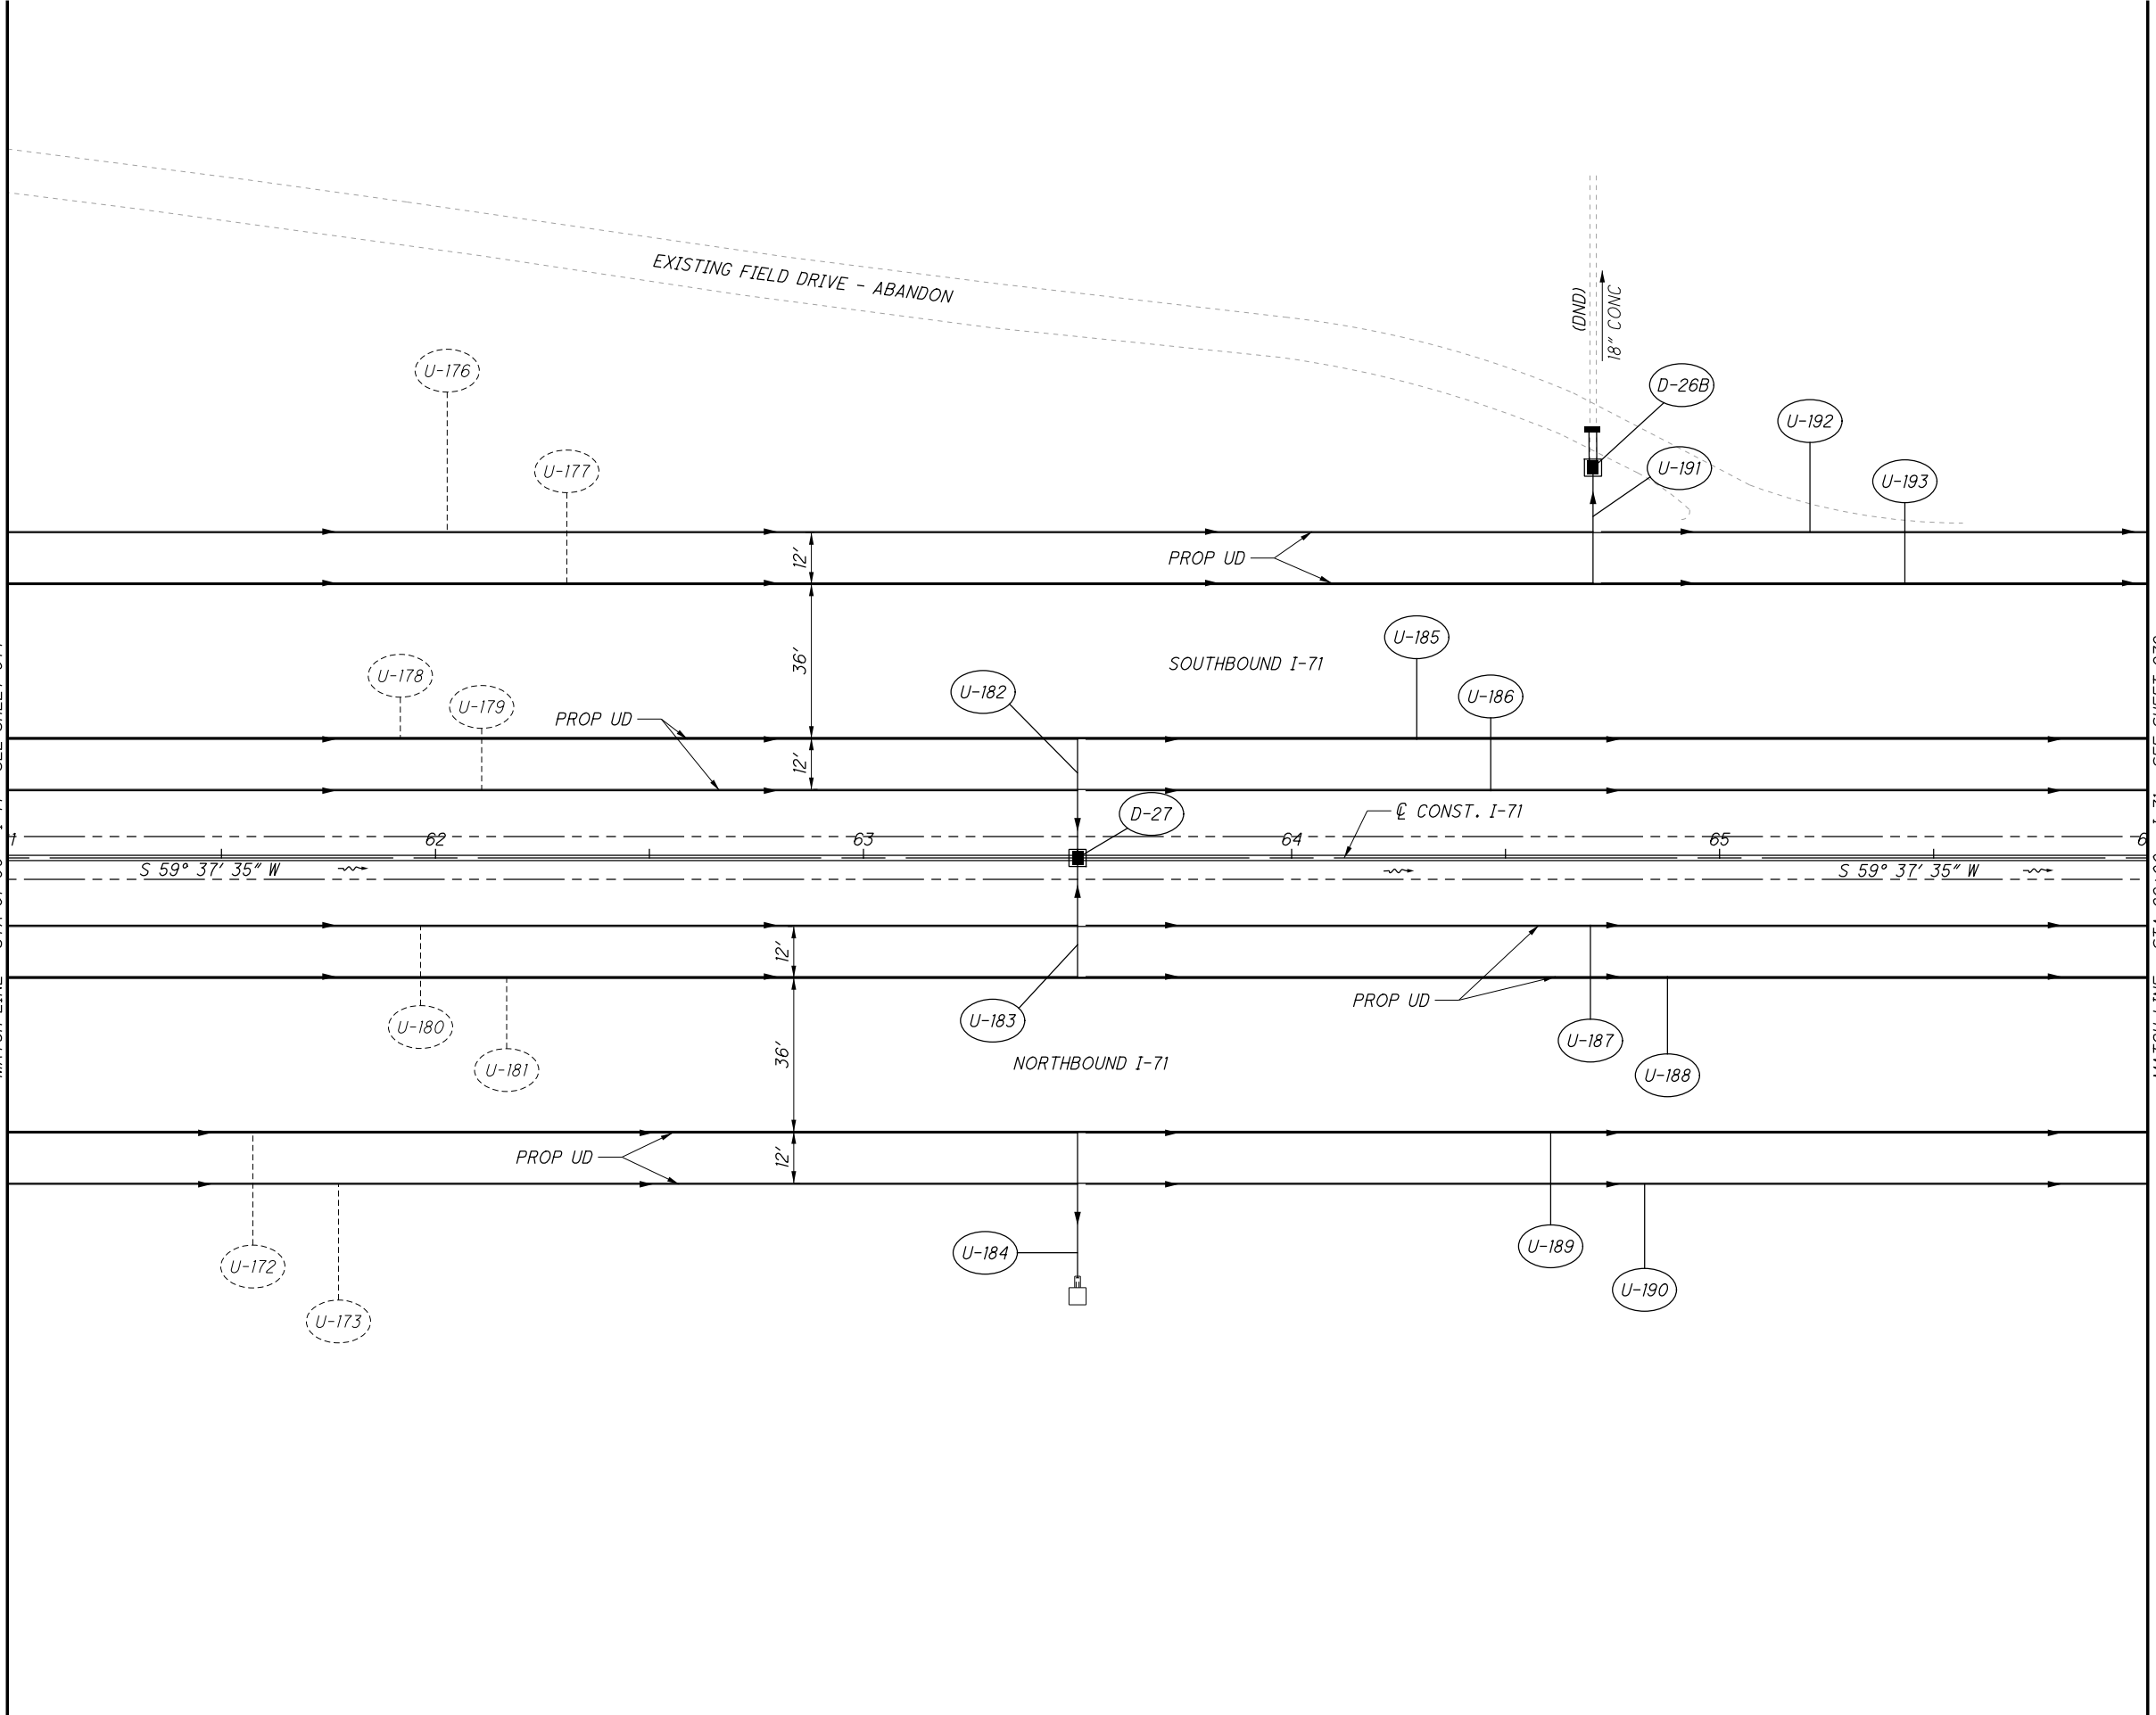 EXISTING FIELD DRIVE - ABANDON
(DND)
18" CONC
U-176
D-26B
U-192
U-177
U-191
U-193
12'
PROP UD
36'
U-185
SOUTHBOUND I-71
U-178
U-182
U-186
U-179
PROP UD
12'
D-27
℄ CONST. I-71
62
63
64
65
S 59° 37' 35" W
S 59° 37' 35" W
12'
PROP UD
U-180
U-183
U-187
36'
NORTHBOUND I-71
U-181
U-188
PROP UD
12'
U-172
U-184
U-189
U-173
U-190